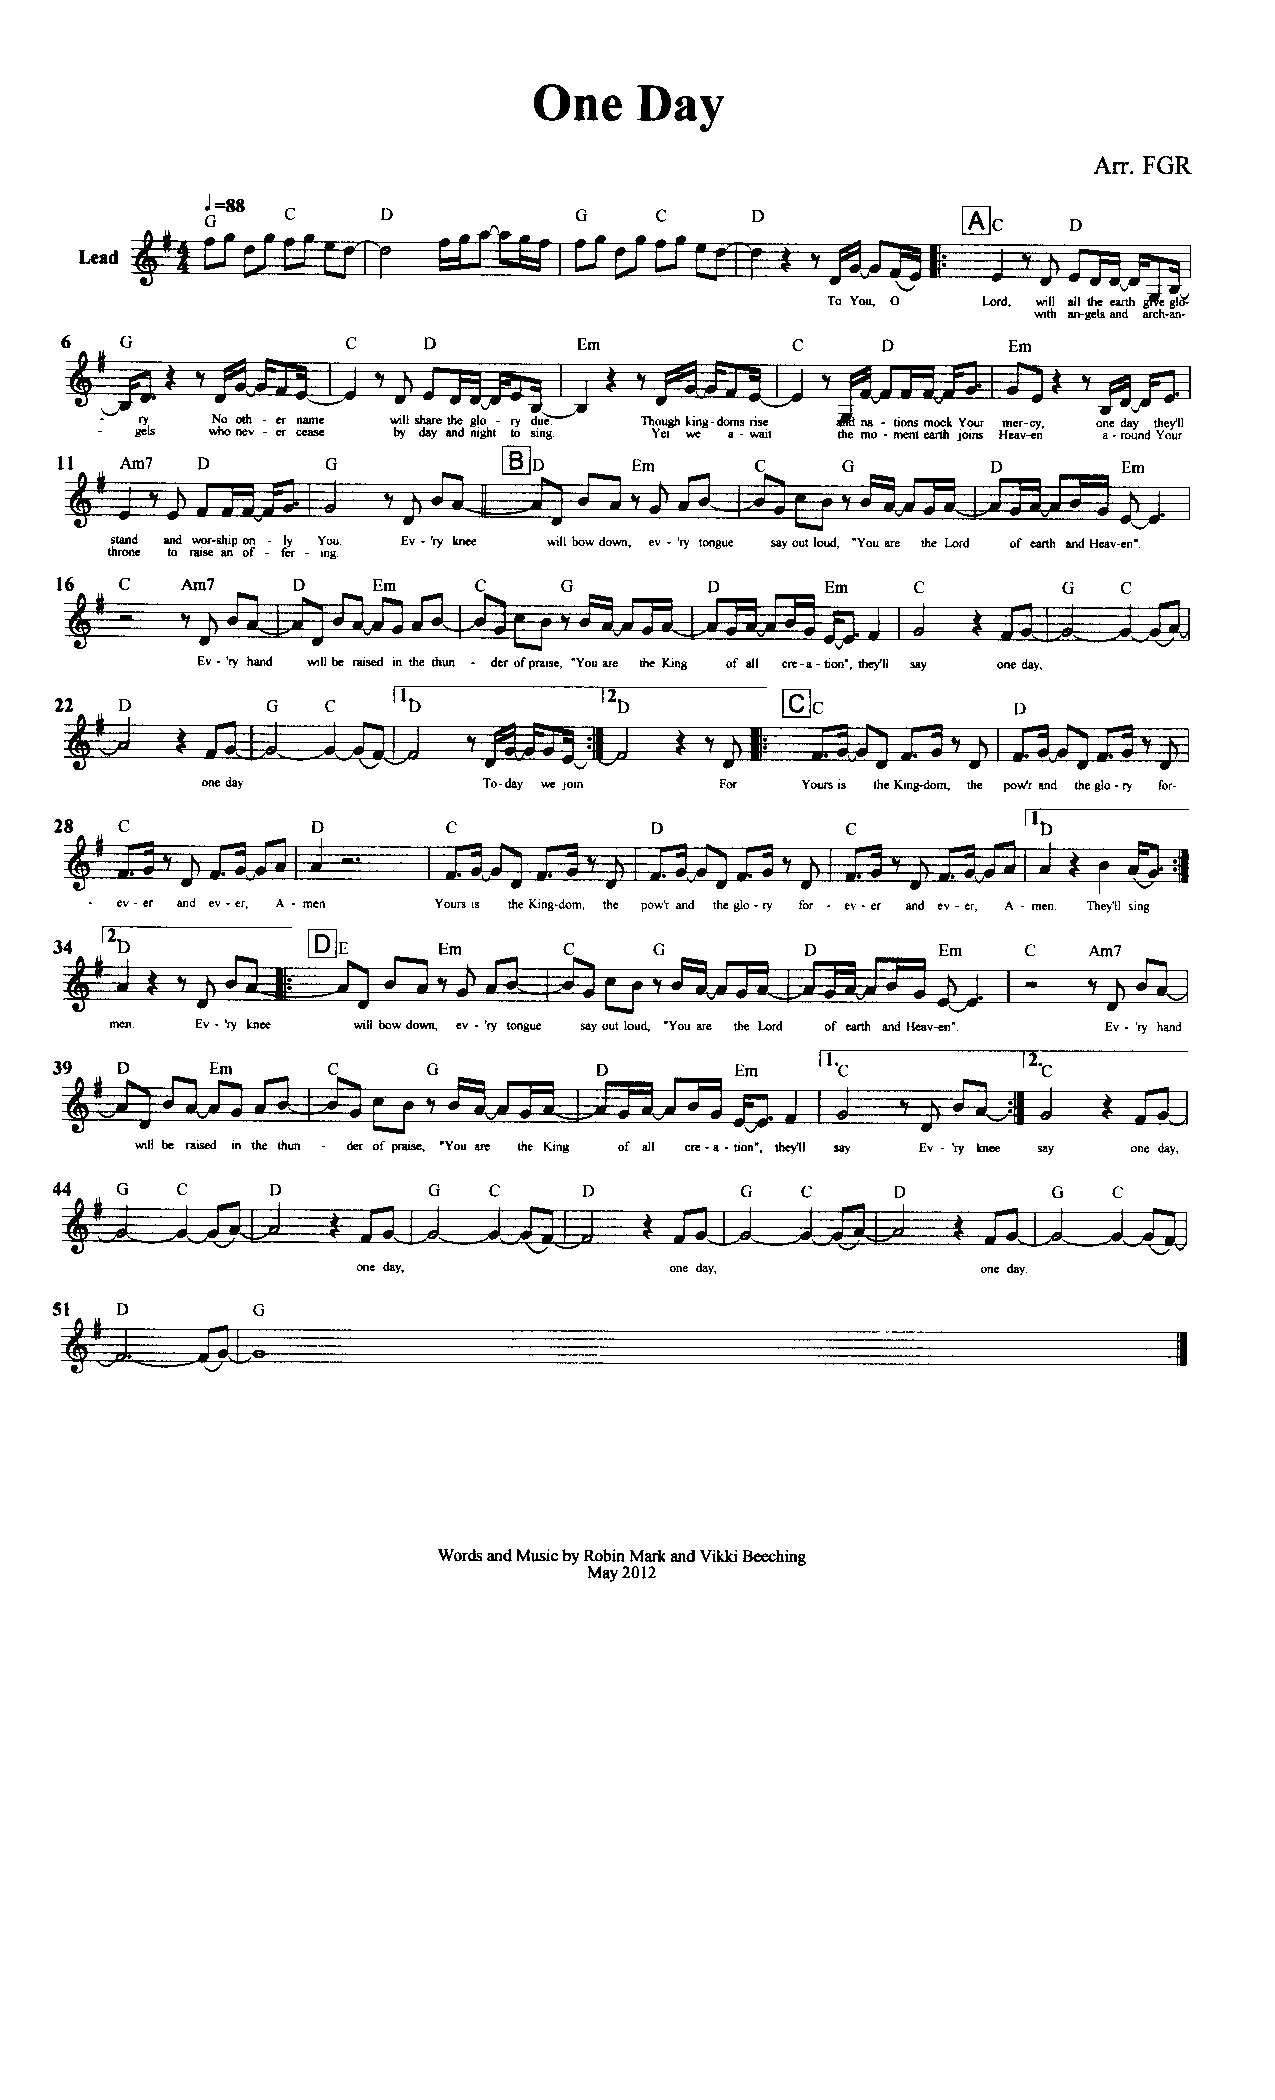 One Day
Arr. FGR
♩=88
G C D G C D A C D
Lead
To You, O Lord, will all the earth give glo-
with an-gels and arch-an-
6 G C D Em C D Em
ry No oth - er name will share the glo - ry due. Though king-doms rise and na - tions mock Your mer-cy, one day they'll
- gels who nev - er cease by day and night to sing. Yet we a - wait the mo - ment earth joins Heav-en a - round Your
11 Am7 D G B D Em C G D Em
stand and wor-ship on - ly You. Ev - 'ry knee will bow down, ev - 'ry tongue say out loud, "You are the Lord of earth and Heav-en".
throne to raise an of - fer - ing.
16 C Am7 D Em C G D Em C G C
Ev - 'ry hand will be raised in the thun - der of praise, "You are the King of all cre - a - tion", they'll say one day,
22 D G C 1. D 2. D C C D
one day To-day we join For Yours is the King-dom, the pow'r and the glo - ry for-
28 C D C D C 1. D
- ev - er and ev - er, A - men Yours is the King-dom, the pow'r and the glo - ry for - ev - er and ev - er, A - men. They'll sing
34 2. D D E Em C G D Em C Am7
men. Ev - 'ry knee will bow down, ev - 'ry tongue say out loud, "You are the Lord of earth and Heav-en". Ev - 'ry hand
39 D Em C G D Em 1. C 2. C
will be raised in the thun - der of praise, "You are the King of all cre - a - tion", they'll say Ev - 'ry knee say one day,
44 G C D G C D G C D G C
one day, one day, one day.
51 D G
Words and Music by Robin Mark and Vikki Beeching
May 2012